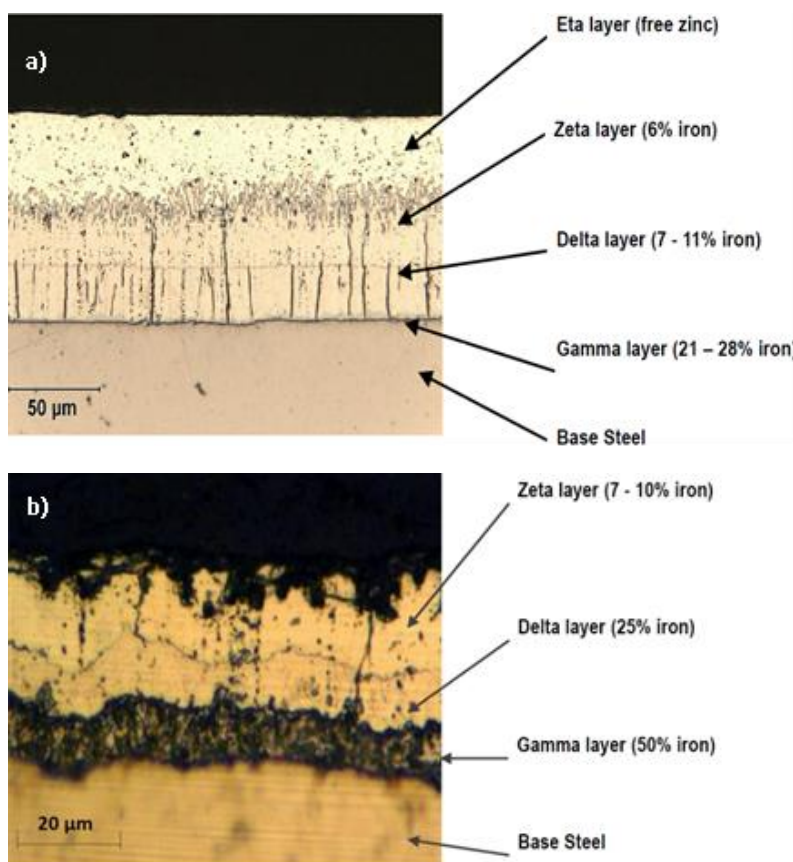 a)
Eta layer (free zinc)
Zeta layer (6% iron)
Delta layer (7 - 11% iron)
Gamma layer (21 – 28% iron)
Base Steel
50 µm
b)
Zeta layer (7 - 10% iron)
Delta layer (25% iron)
Gamma layer (50% iron)
Base Steel
20 µm